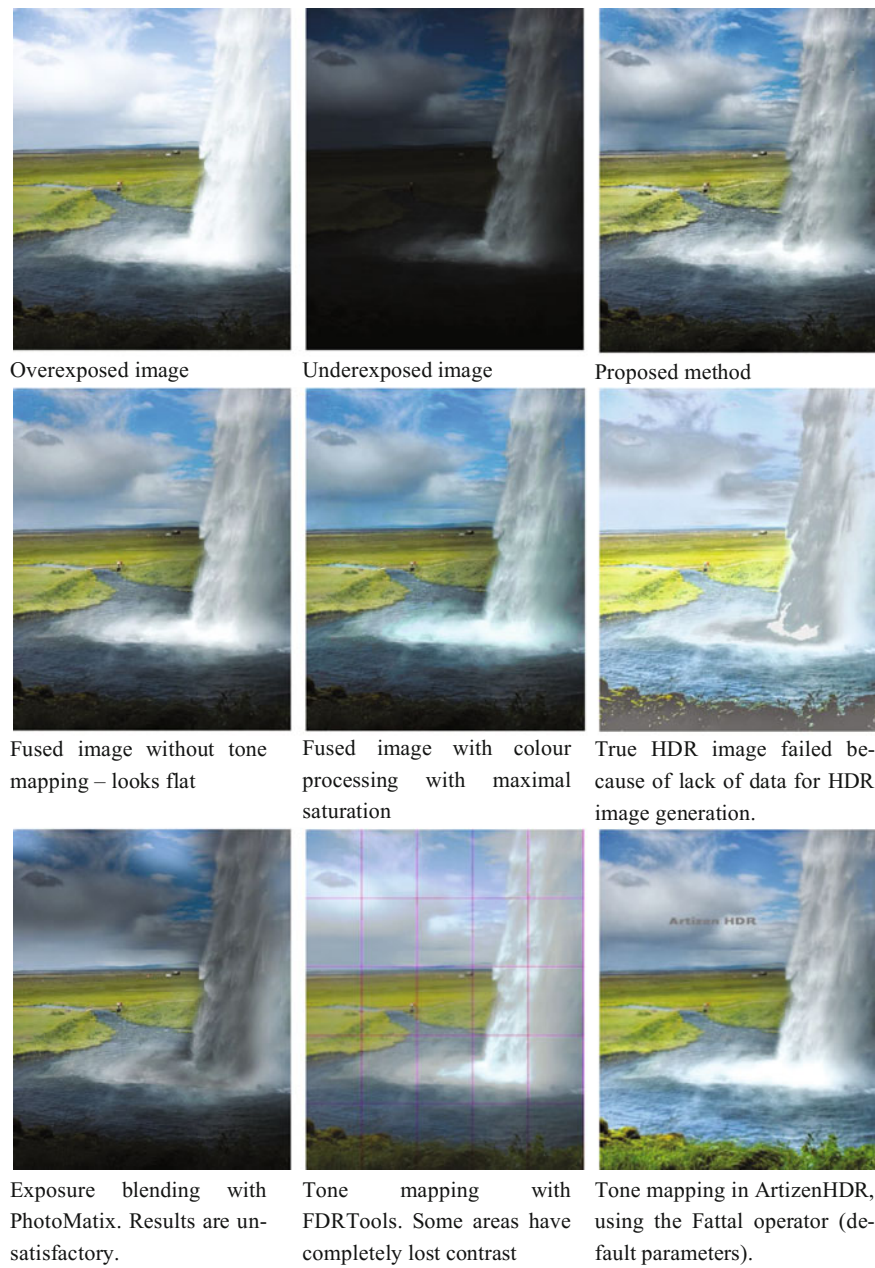 Overexposed image
Underexposed image
Proposed method
Fused image without tone
mapping – looks flat
Fused image with colour
processing with maximal
saturation
True HDR image failed be-
cause of lack of data for HDR
image generation.
Artizen HDR
Exposure blending with
PhotoMatix. Results are un-
satisfactory.
Tone mapping with
FDRTools. Some areas have
completely lost contrast
Tone mapping in ArtizenHDR,
using the Fattal operator (de-
fault parameters).